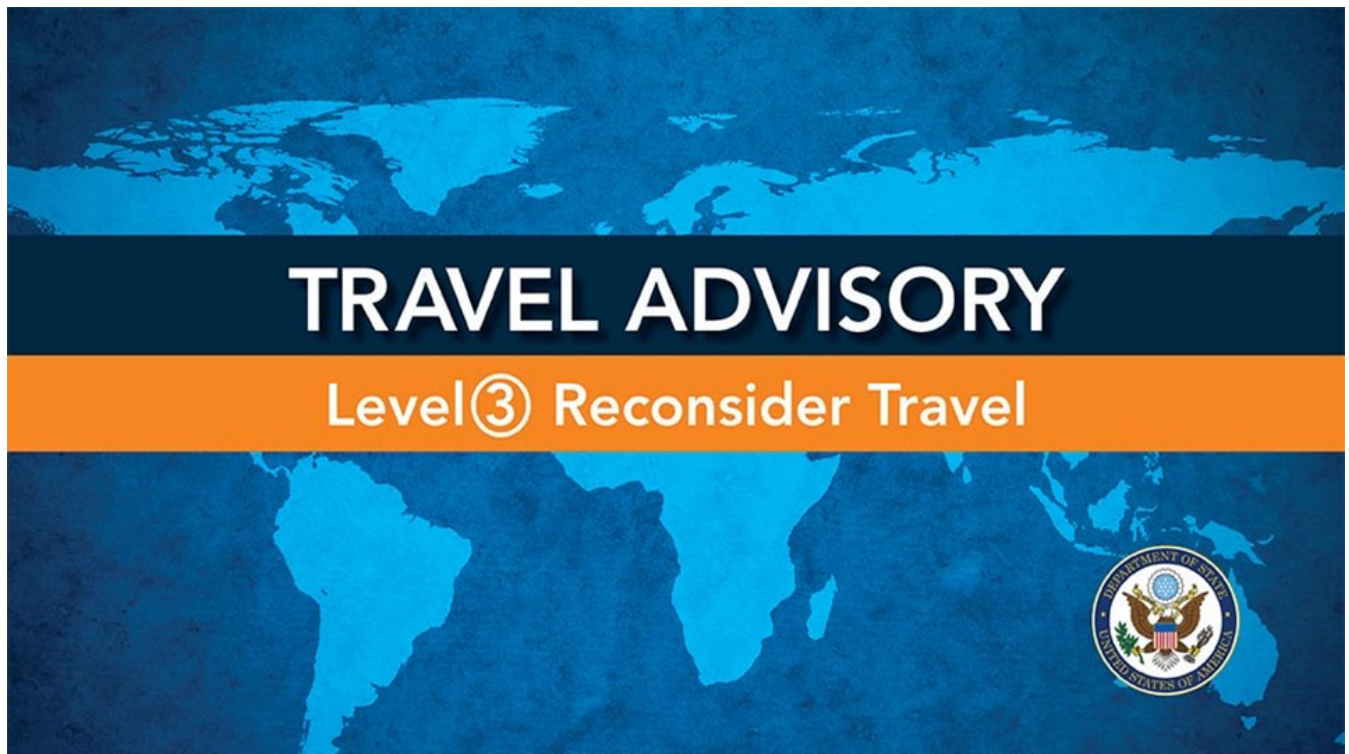 TRAVEL ADVISORY
Level③ Reconsider Travel
DEPARTMENT OF STATE
UNITED STATES OF AMERICA